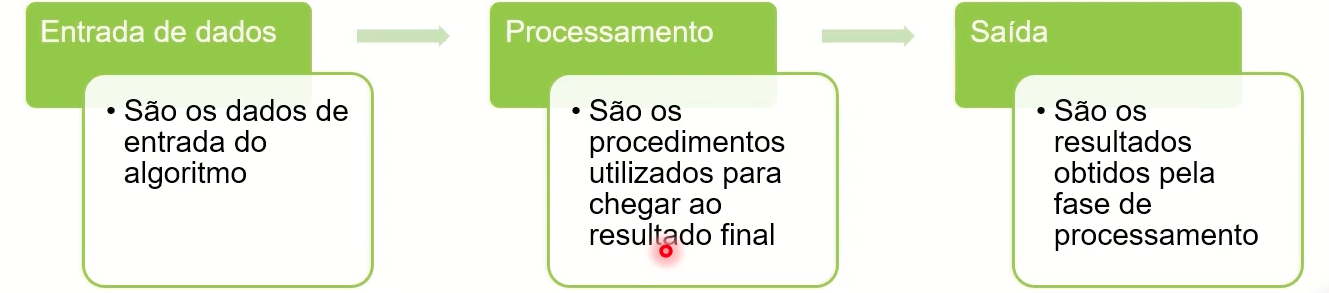 Entrada de dados
• São os dados de
entrada do
algoritmo
Processamento
• São os
procedimentos
utilizados para
chegar ao
resultado final
Saída
• São os
resultados
obtidos pela
fase de
processamento